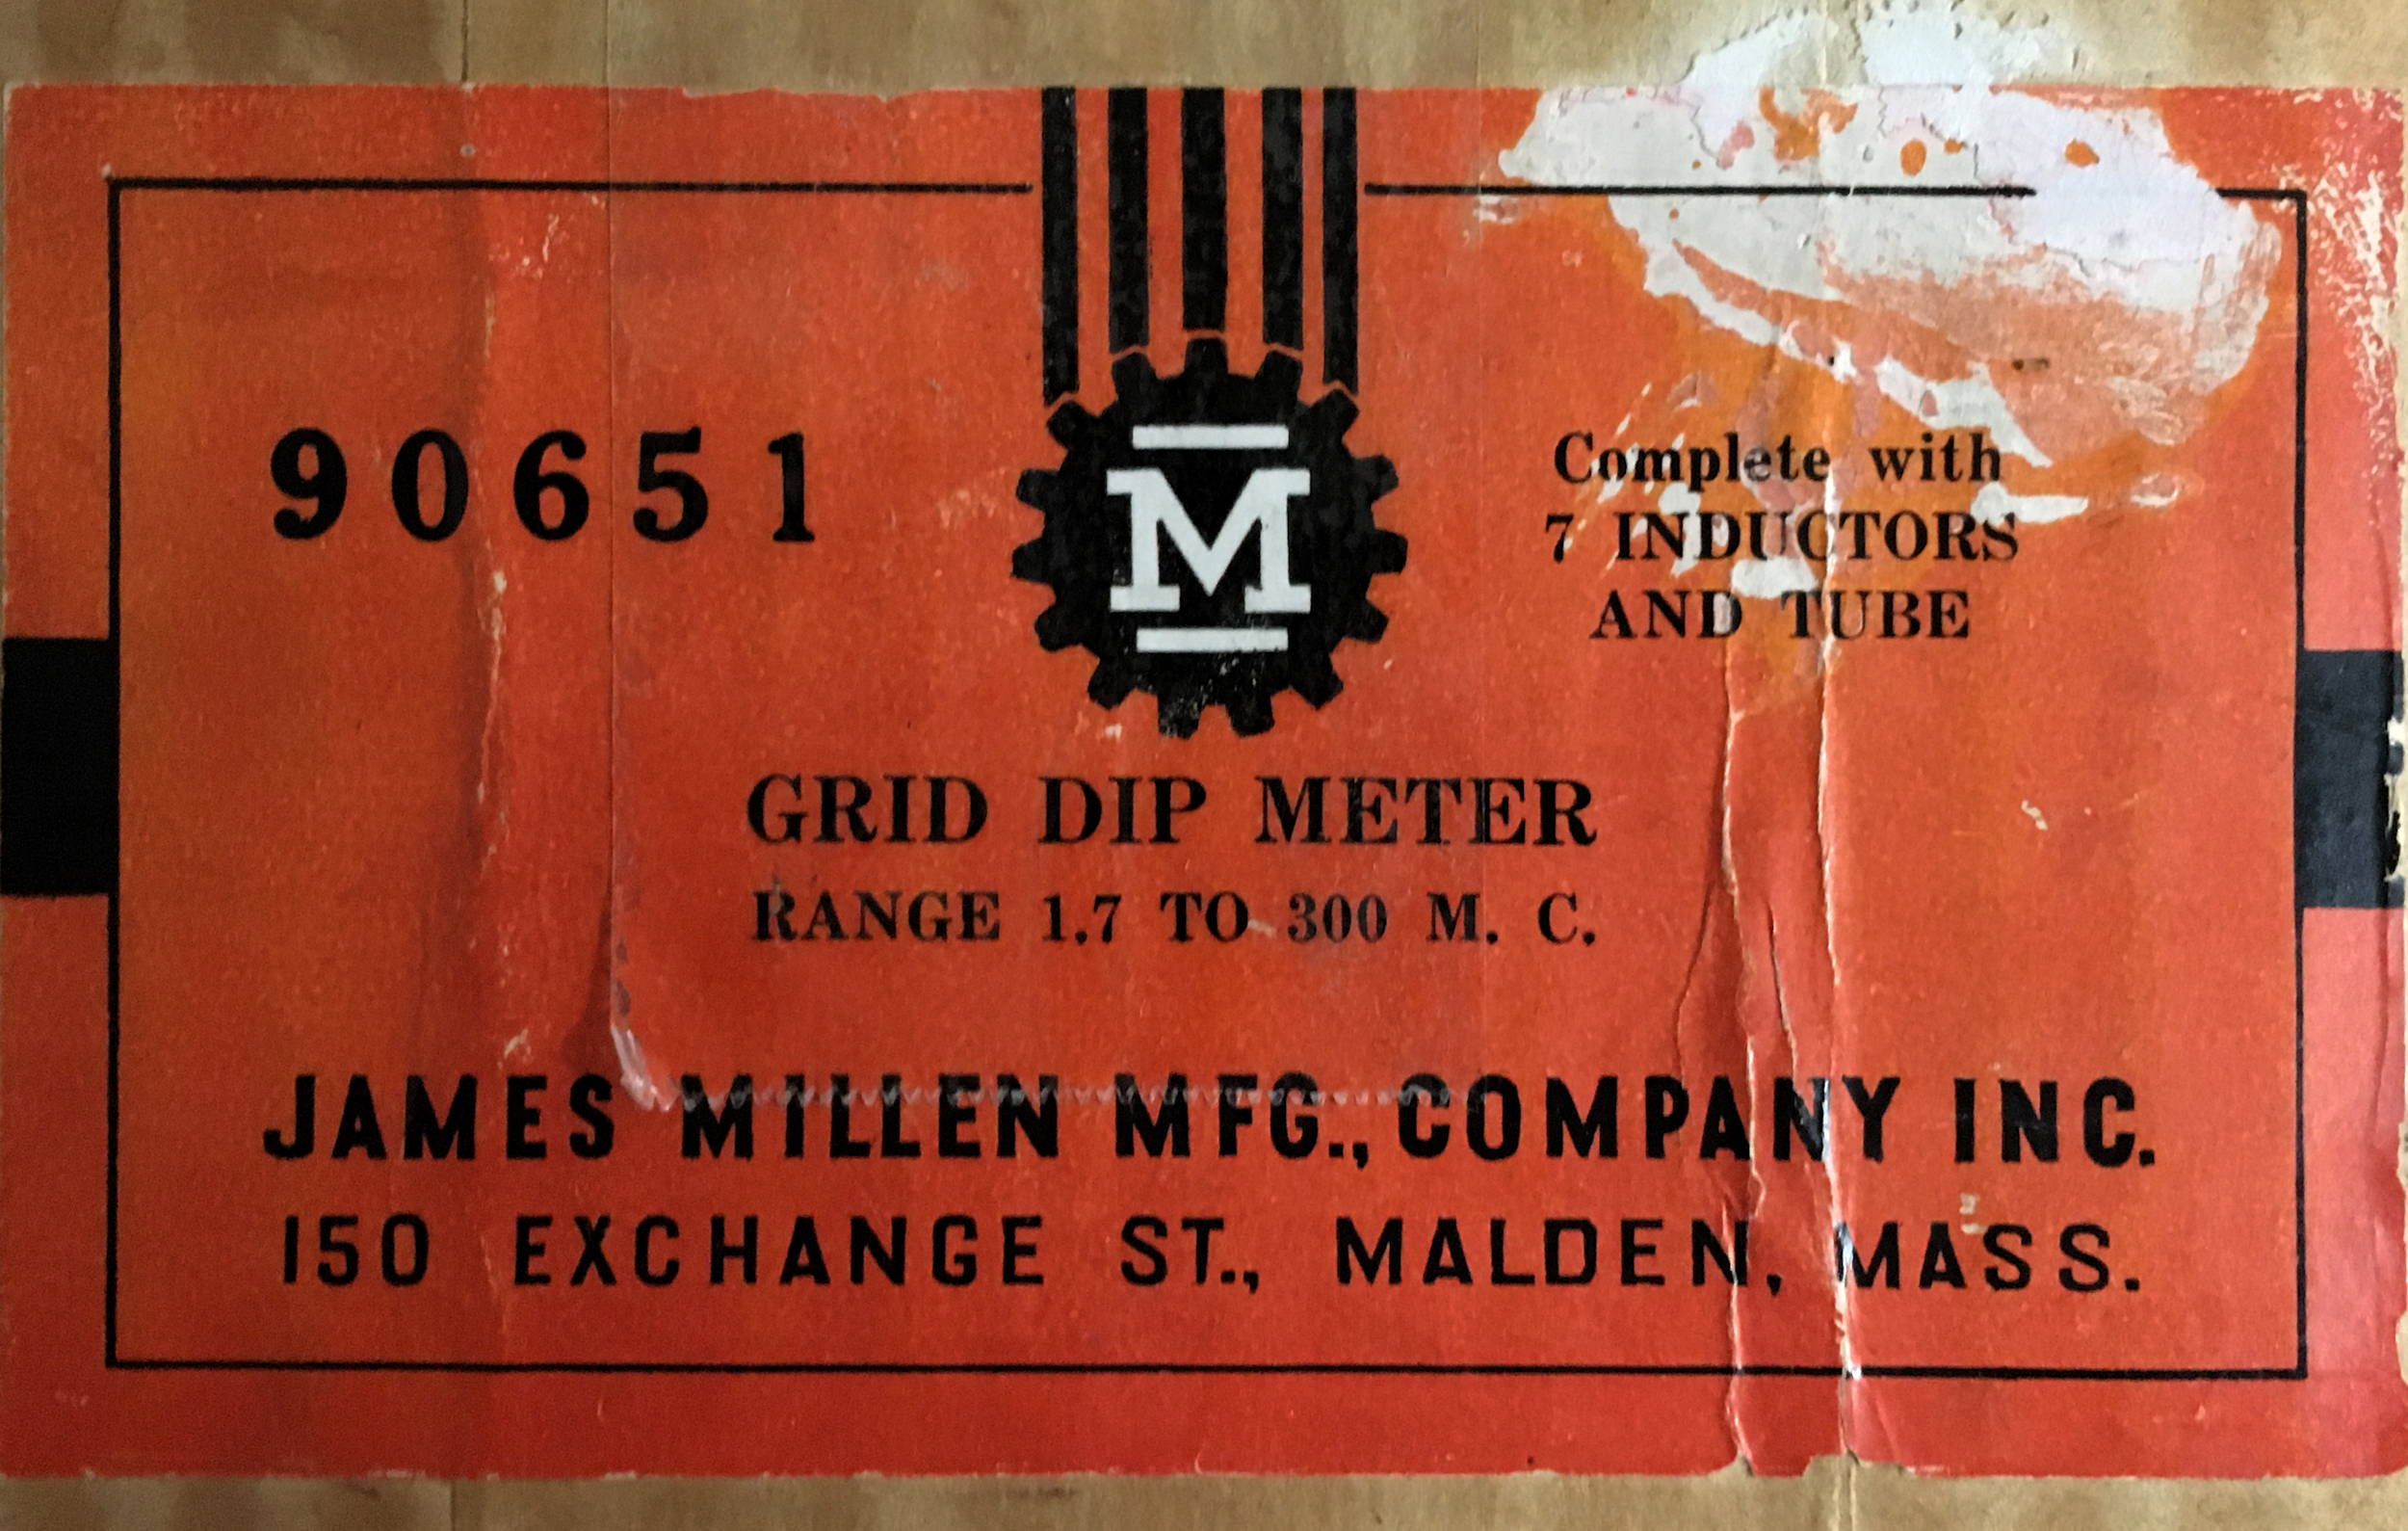 M
90651
Complete with
7 INDUCTORS
AND TUBE
GRID DIP METER
RANGE 1.7 TO 300 M. C.
JAMES MILLEN MFG., COMPANY INC.
150 EXCHANGE ST., MALDEN, MASS.